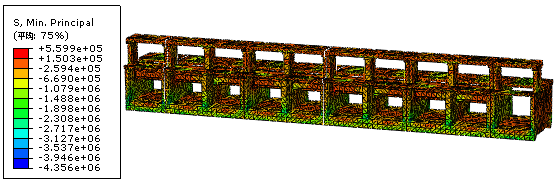 S, Min. Principal
(平均: 75%)
+5.599e+05
+1.503e+05
-2.594e+05
-6.690e+05
-1.079e+06
-1.488e+06
-1.898e+06
-2.308e+06
-2.717e+06
-3.127e+06
-3.537e+06
-3.946e+06
-4.356e+06